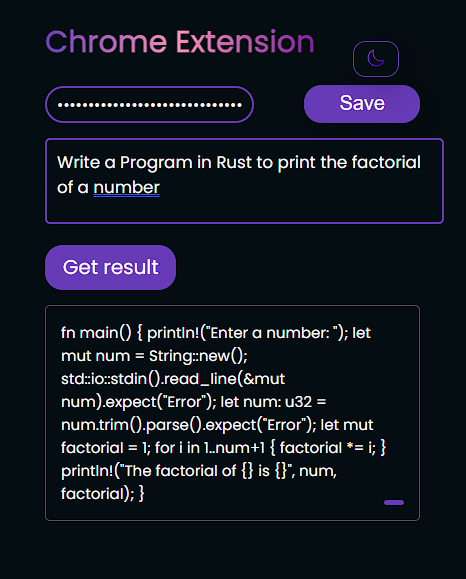 Chrome Extension
••••••••••••••••••••••••••••••
Save
Write a Program in Rust to print the factorial
of a number
Get result
fn main() { println!("Enter a number: "); let
mut num = String::new();
std::io::stdin().read_line(&mut
num).expect("Error"); let num: u32 =
num.trim().parse().expect("Error"); let mut
factorial = 1; for i in 1..num+1 { factorial *= i; }
println!("The factorial of {} is {}", num,
factorial); }